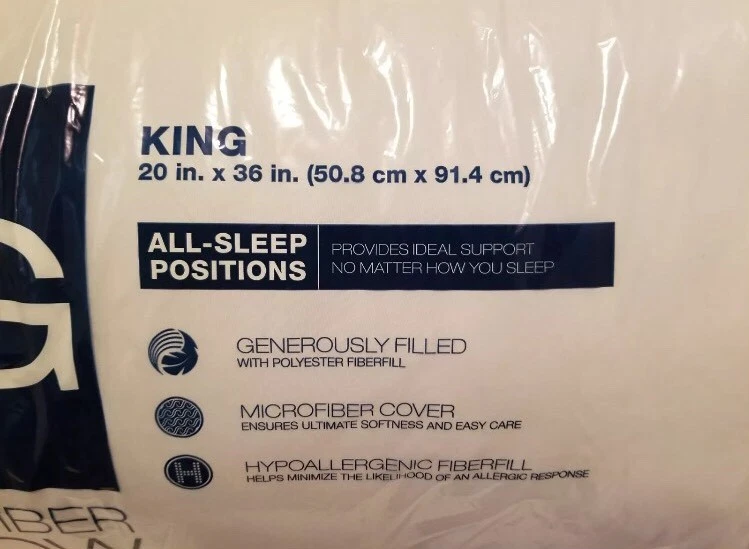 KING
20 in. x 36 in. (50.8 cm x 91.4 cm)
ALL-SLEEP
POSITIONS
PROVIDES IDEAL SUPPORT
NO MATTER HOW YOU SLEEP
GENEROUSLY FILLED
WITH POLYESTER FIBERFILL
MICROFIBER COVER
ENSURES ULTIMATE SOFTNESS AND EASY CARE
H
HYPOALLERGENIC FIBERFILL
HELPS MINIMIZE THE LIKELIHOOD OF AN ALLERGIC RESPONSE
G
IBER
OW